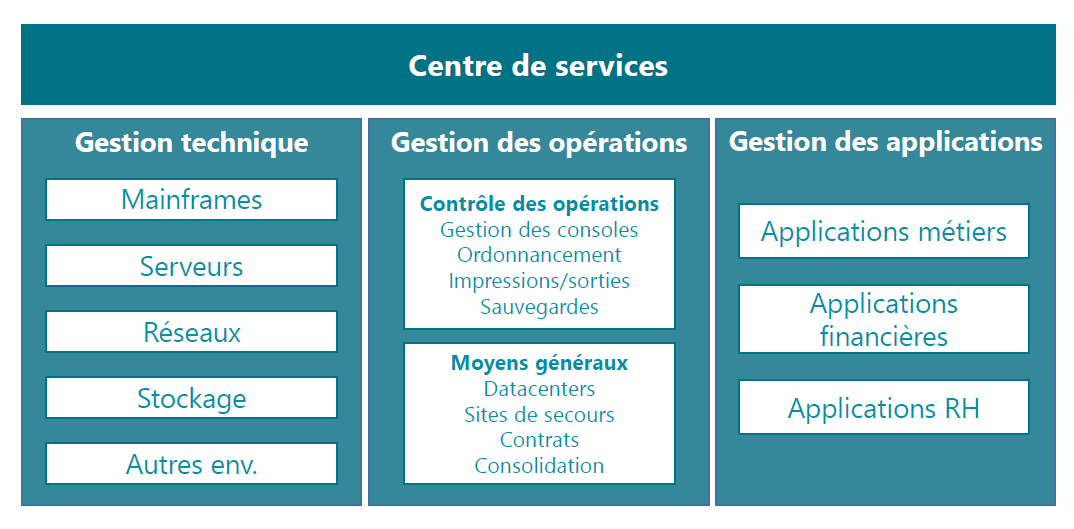 Centre de services
Gestion technique
Mainframes
Serveurs
Réseaux
Stockage
Autres env.
Gestion des opérations
Contrôle des opérations
Gestion des consoles
Ordonnancement
Impressions/sorties
Sauvegardes
Moyens généraux
Datacenters
Sites de secours
Contrats
Consolidation
Gestion des applications
Applications métiers
Applications
financières
Applications RH